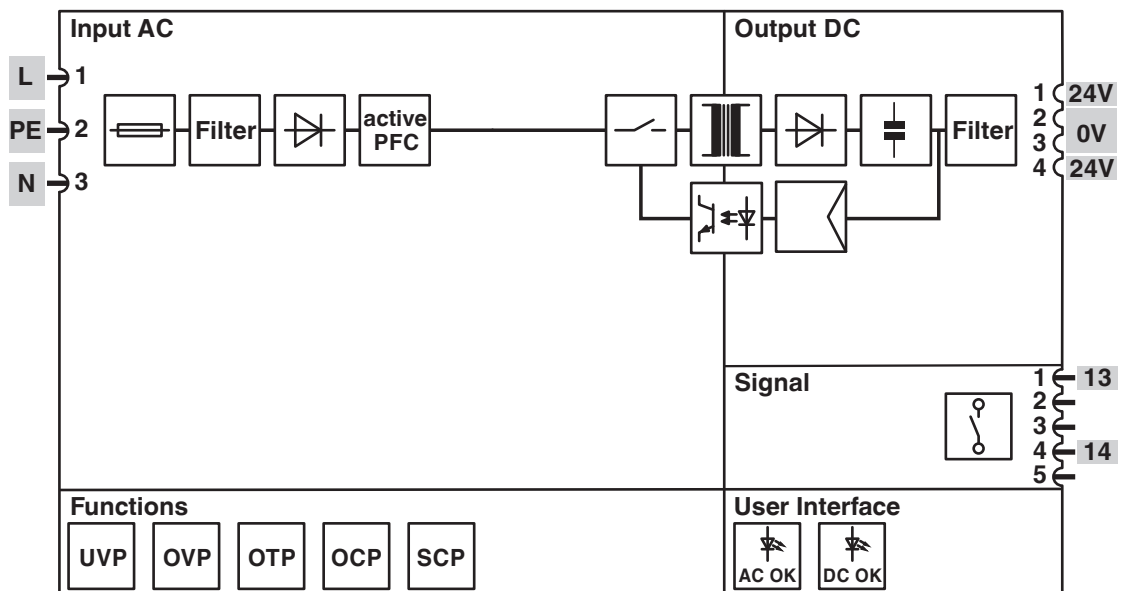 Input AC
L 1
PE 2
N 3
Filter
active
PFC
Output DC
Filter
1 24V
2
0V
3
4 24V
Signal
1 13
2
3
4 14
5
Functions
UVP OVP OTP OCP SCP
User Interface
AC OK DC OK